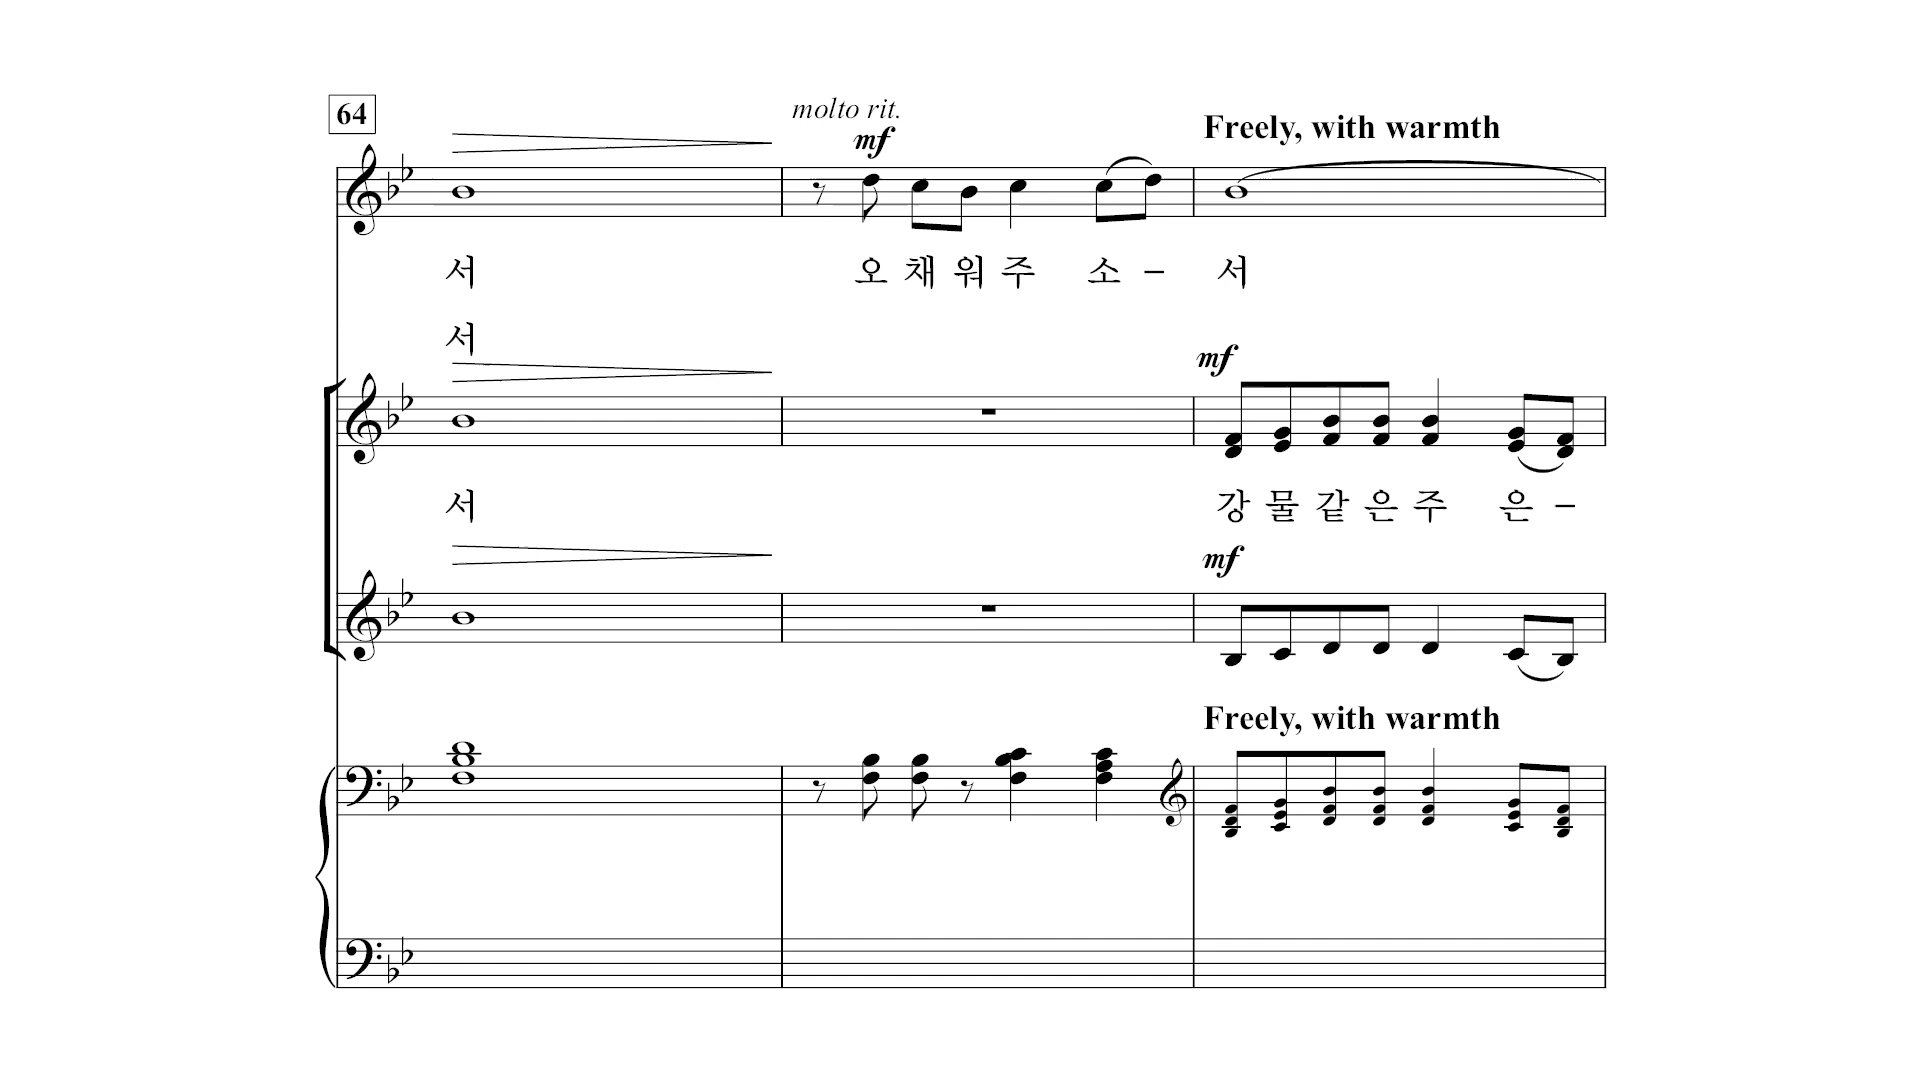 64
molto rit.
mf
Freely, with warmth
서 오 채 워 주 소 – 서
서
mf
서 강 물 같 은 주 은 –
mf
Freely, with warmth